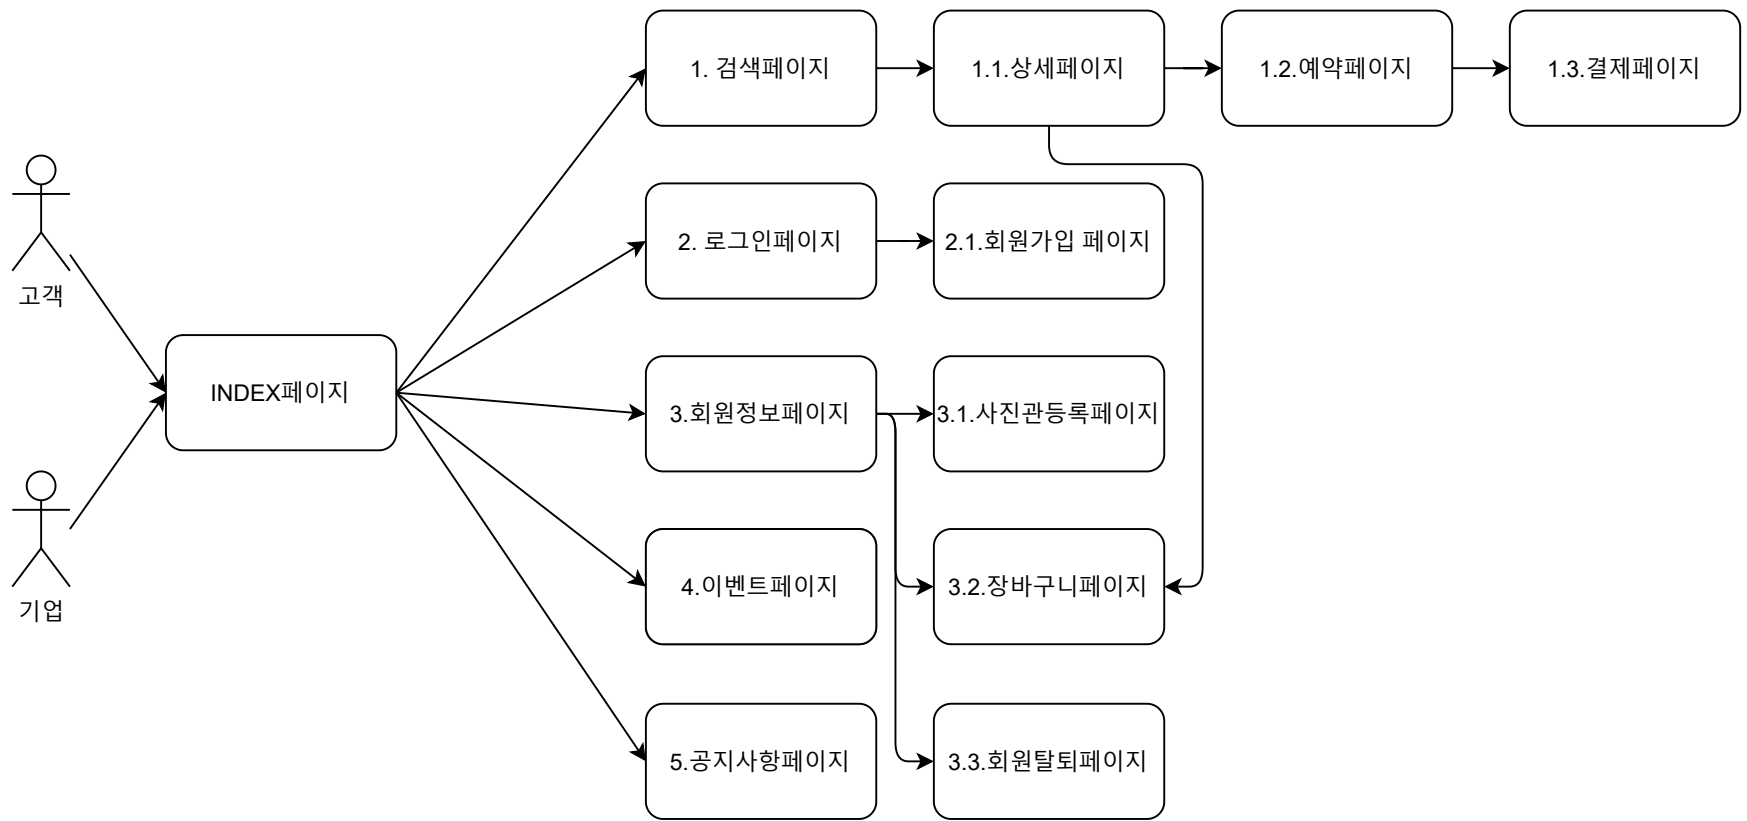 1. 검색페이지
1.1.상세페이지
1.2.예약페이지
1.3.결제페이지
고객
2. 로그인페이지
2.1.회원가입 페이지
INDEX페이지
3.회원정보페이지
3.1.사진관등록페이지
기업
4.이벤트페이지
3.2.장바구니페이지
5.공지사항페이지
3.3.회원탈퇴페이지